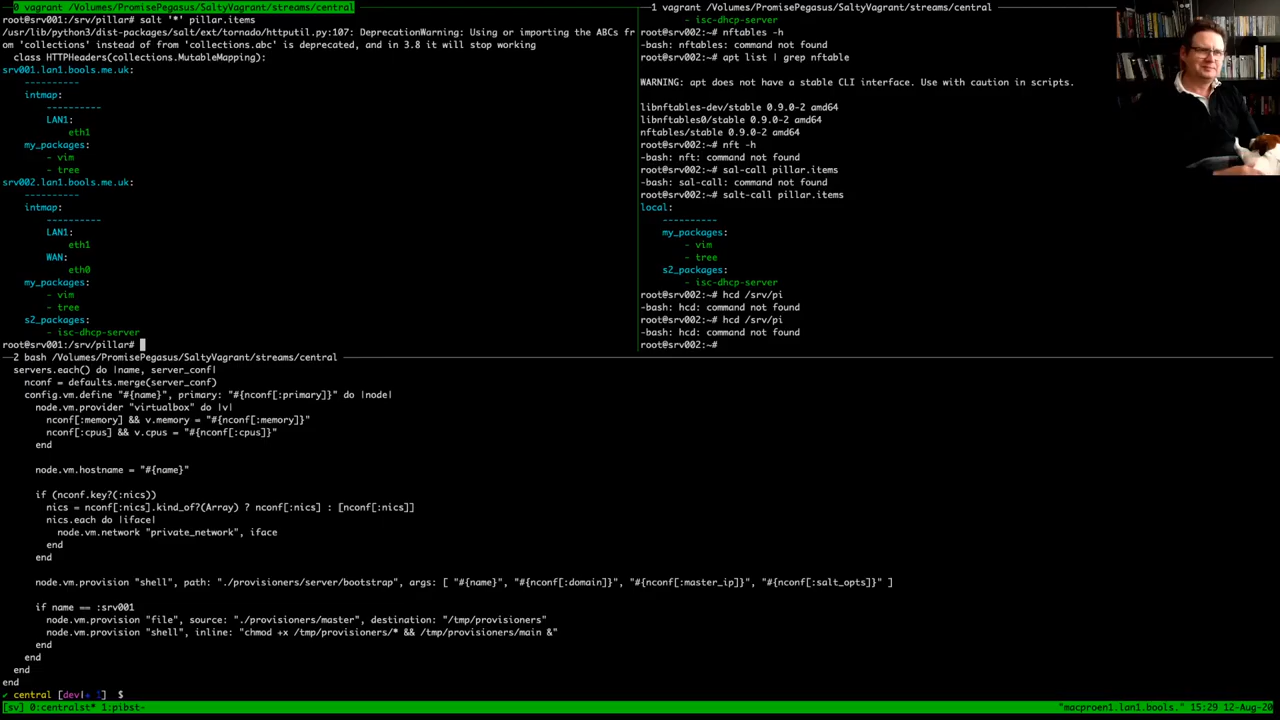 0 vagrant /Volumes/PromisePegasus/SaltyVagrant/streams/central
root@srv001:/srv/pillar# salt '*' pillar.items
/usr/lib/python3/dist-packages/salt/ext/tornado/httputil.py:107: DeprecationWarning: Using or importing the ABCs fr
om 'collections' instead of from 'collections.abc' is deprecated, and in 3.8 it will stop working
  class HTTPHeaders(collections.MutableMapping):
srv001.lan1.bools.me.uk:
    ----------
    intmap:
        ----------
        LAN1:
            eth1
    my_packages:
        - vim
        - tree
srv002.lan1.bools.me.uk:
    ----------
    intmap:
        ----------
        LAN1:
            eth1
        WAN:
            eth0
    my_packages:
        - vim
        - tree
    s2_packages:
        - isc-dhcp-server
root@srv001:/srv/pillar#
1 vagrant /Volumes/PromisePegasus/SaltyVagrant/streams/central
        - isc-dhcp-server
root@srv002:~# nftables -h
-bash: nftables: command not found
root@srv002:~# apt list | grep nftable

WARNING: apt does not have a stable CLI interface. Use with caution in scripts.

libnftables-dev/stable 0.9.0-2 amd64
libnftables0/stable 0.9.0-2 amd64
nftables/stable 0.9.0-2 amd64
root@srv002:~# nft -h
-bash: nft: command not found
root@srv002:~# sal-call pillar.items
-bash: sal-call: command not found
root@srv002:~# salt-call pillar.items
local:
    ----------
    my_packages:
        - vim
        - tree
    s2_packages:
        - isc-dhcp-server
root@srv002:~# hcd /srv/pi
-bash: hcd: command not found
root@srv002:~# hcd /srv/pi
-bash: hcd: command not found
root@srv002:~#
2 bash /Volumes/PromisePegasus/SaltyVagrant/streams/central
  servers.each() do |name, server_conf|
    nconf = defaults.merge(server_conf)
    config.vm.define "#{name}", primary: "#{nconf[:primary]}" do |node|
      node.vm.provider "virtualbox" do |v|
        nconf[:memory] && v.memory = "#{nconf[:memory]}"
        nconf[:cpus] && v.cpus = "#{nconf[:cpus]}"
      end

      node.vm.hostname = "#{name}"

      if (nconf.key?(:nics))
        nics = nconf[:nics].kind_of?(Array) ? nconf[:nics] : [nconf[:nics]]
        nics.each do |iface|
          node.vm.network "private_network", iface
        end
      end

      node.vm.provision "shell", path: "./provisioners/server/bootstrap", args: [ "#{name}", "#{nconf[:domain]}", "#{nconf[:master_ip]}", "#{nconf[:salt_opts]}" ]

      if name == :srv001
        node.vm.provision "file", source: "./provisioners/master", destination: "/tmp/provisioners"
        node.vm.provision "shell", inline: "chmod +x /tmp/provisioners/* && /tmp/provisioners/main &"
      end
    end
  end
end
✔ central [dev|+ 1]  $
[sv] 0:centralst* 1:pibst-
"macproen1.lan1.bools." 15:29 12-Aug-20